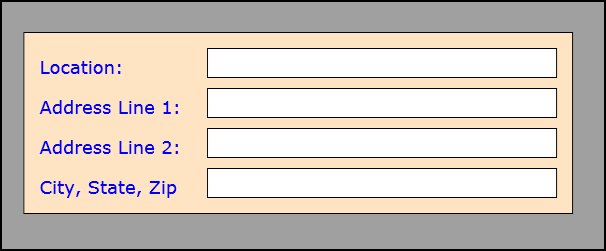 Location:
Address Line 1:
Address Line 2:
City, State, Zip